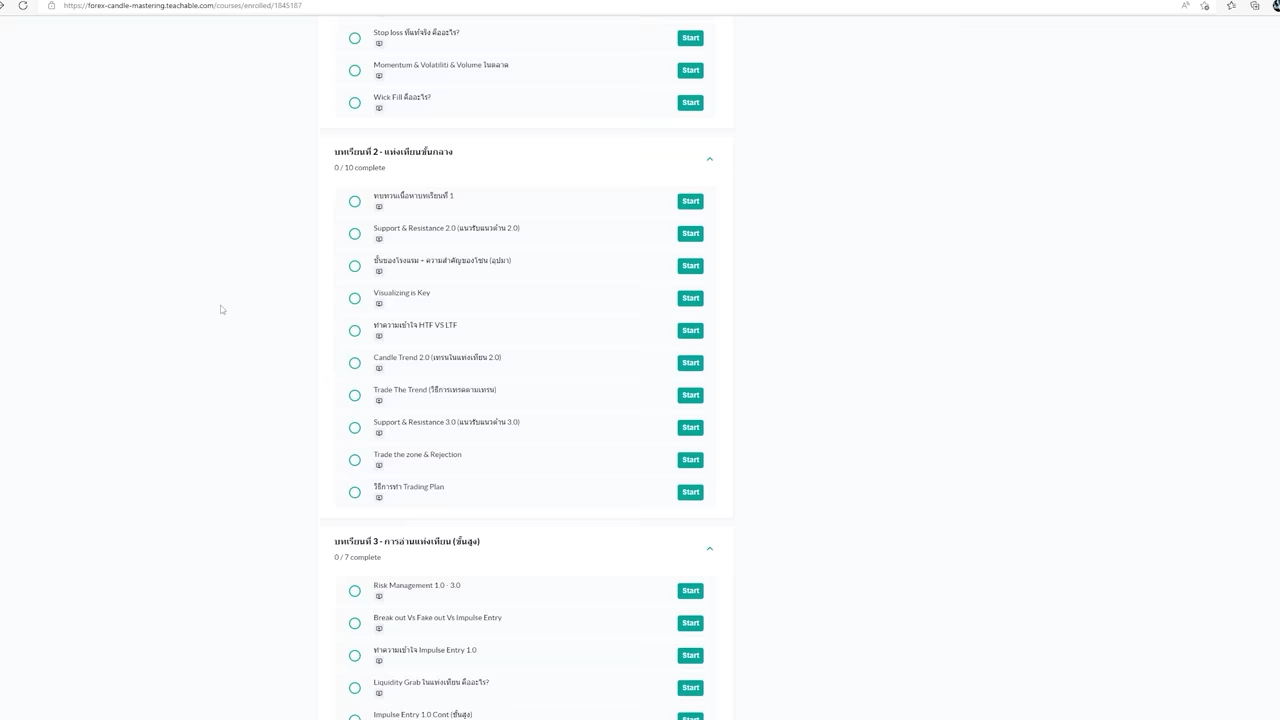 https://forex-candle-mastering.teachable.com/courses/enrolled/1845187
Stop loss ที่แท้จริง คืออะไร?
Start
Momentum & Volatiliti & Volume ในตลาด
Start
Wick Fill คืออะไร?
Start
บทเรียนที่ 2 - แท่งเทียนขั้นกลาง
0 / 10 complete
ทบทวนเนื้อหาบทเรียนที่ 1
Start
Support & Resistance 2.0 (แนวรับแนวต้าน 2.0)
Start
ชั้นของโรงแรม + ความสำคัญของโซน (อุปมา)
Start
Visualizing is Key
Start
ทำความเข้าใจ HTF VS LTF
Start
Candle Trend 2.0 (เทรนในแท่งเทียน 2.0)
Start
Trade The Trend (วิธีการเทรดตามเทรน)
Start
Support & Resistance 3.0 (แนวรับแนวต้าน 3.0)
Start
Trade the zone & Rejection
Start
วิธีการทำ Trading Plan
Start
บทเรียนที่ 3 - การอ่านแท่งเทียน (ขั้นสูง)
0 / 7 complete
Risk Management 1.0 - 3.0
Start
Break out Vs Fake out Vs Impulse Entry
Start
ทำความเข้าใจ Impulse Entry 1.0
Start
Liquidity Grab ในแท่งเทียน คืออะไร?
Start
Impulse Entry 1.0 Cont (ขั้นสูง)
Start